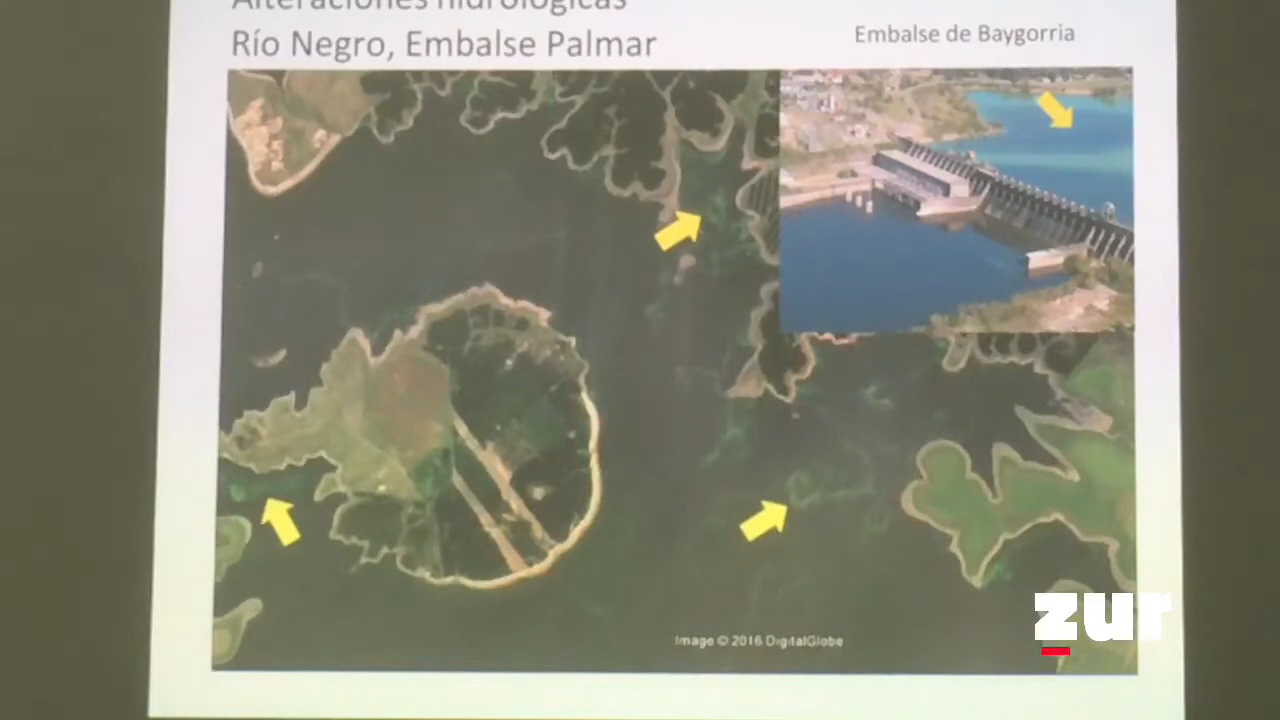 Alteraciones hidrológicas
Río Negro, Embalse Palmar
Embalse de Baygorria
Image © 2016 DigitalGlobe
zur